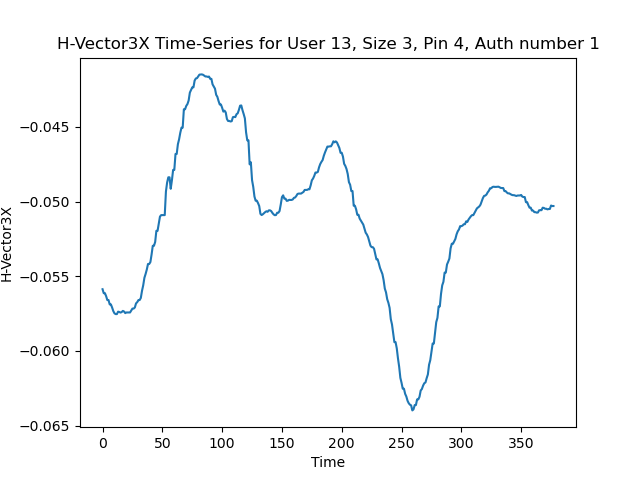 H-Vector3X Time-Series for User 13, Size 3, Pin 4, Auth number 1
−0.045
−0.050
−0.055
−0.060
−0.065
H-Vector3X
0 50 100 150 200 250 300 350
Time